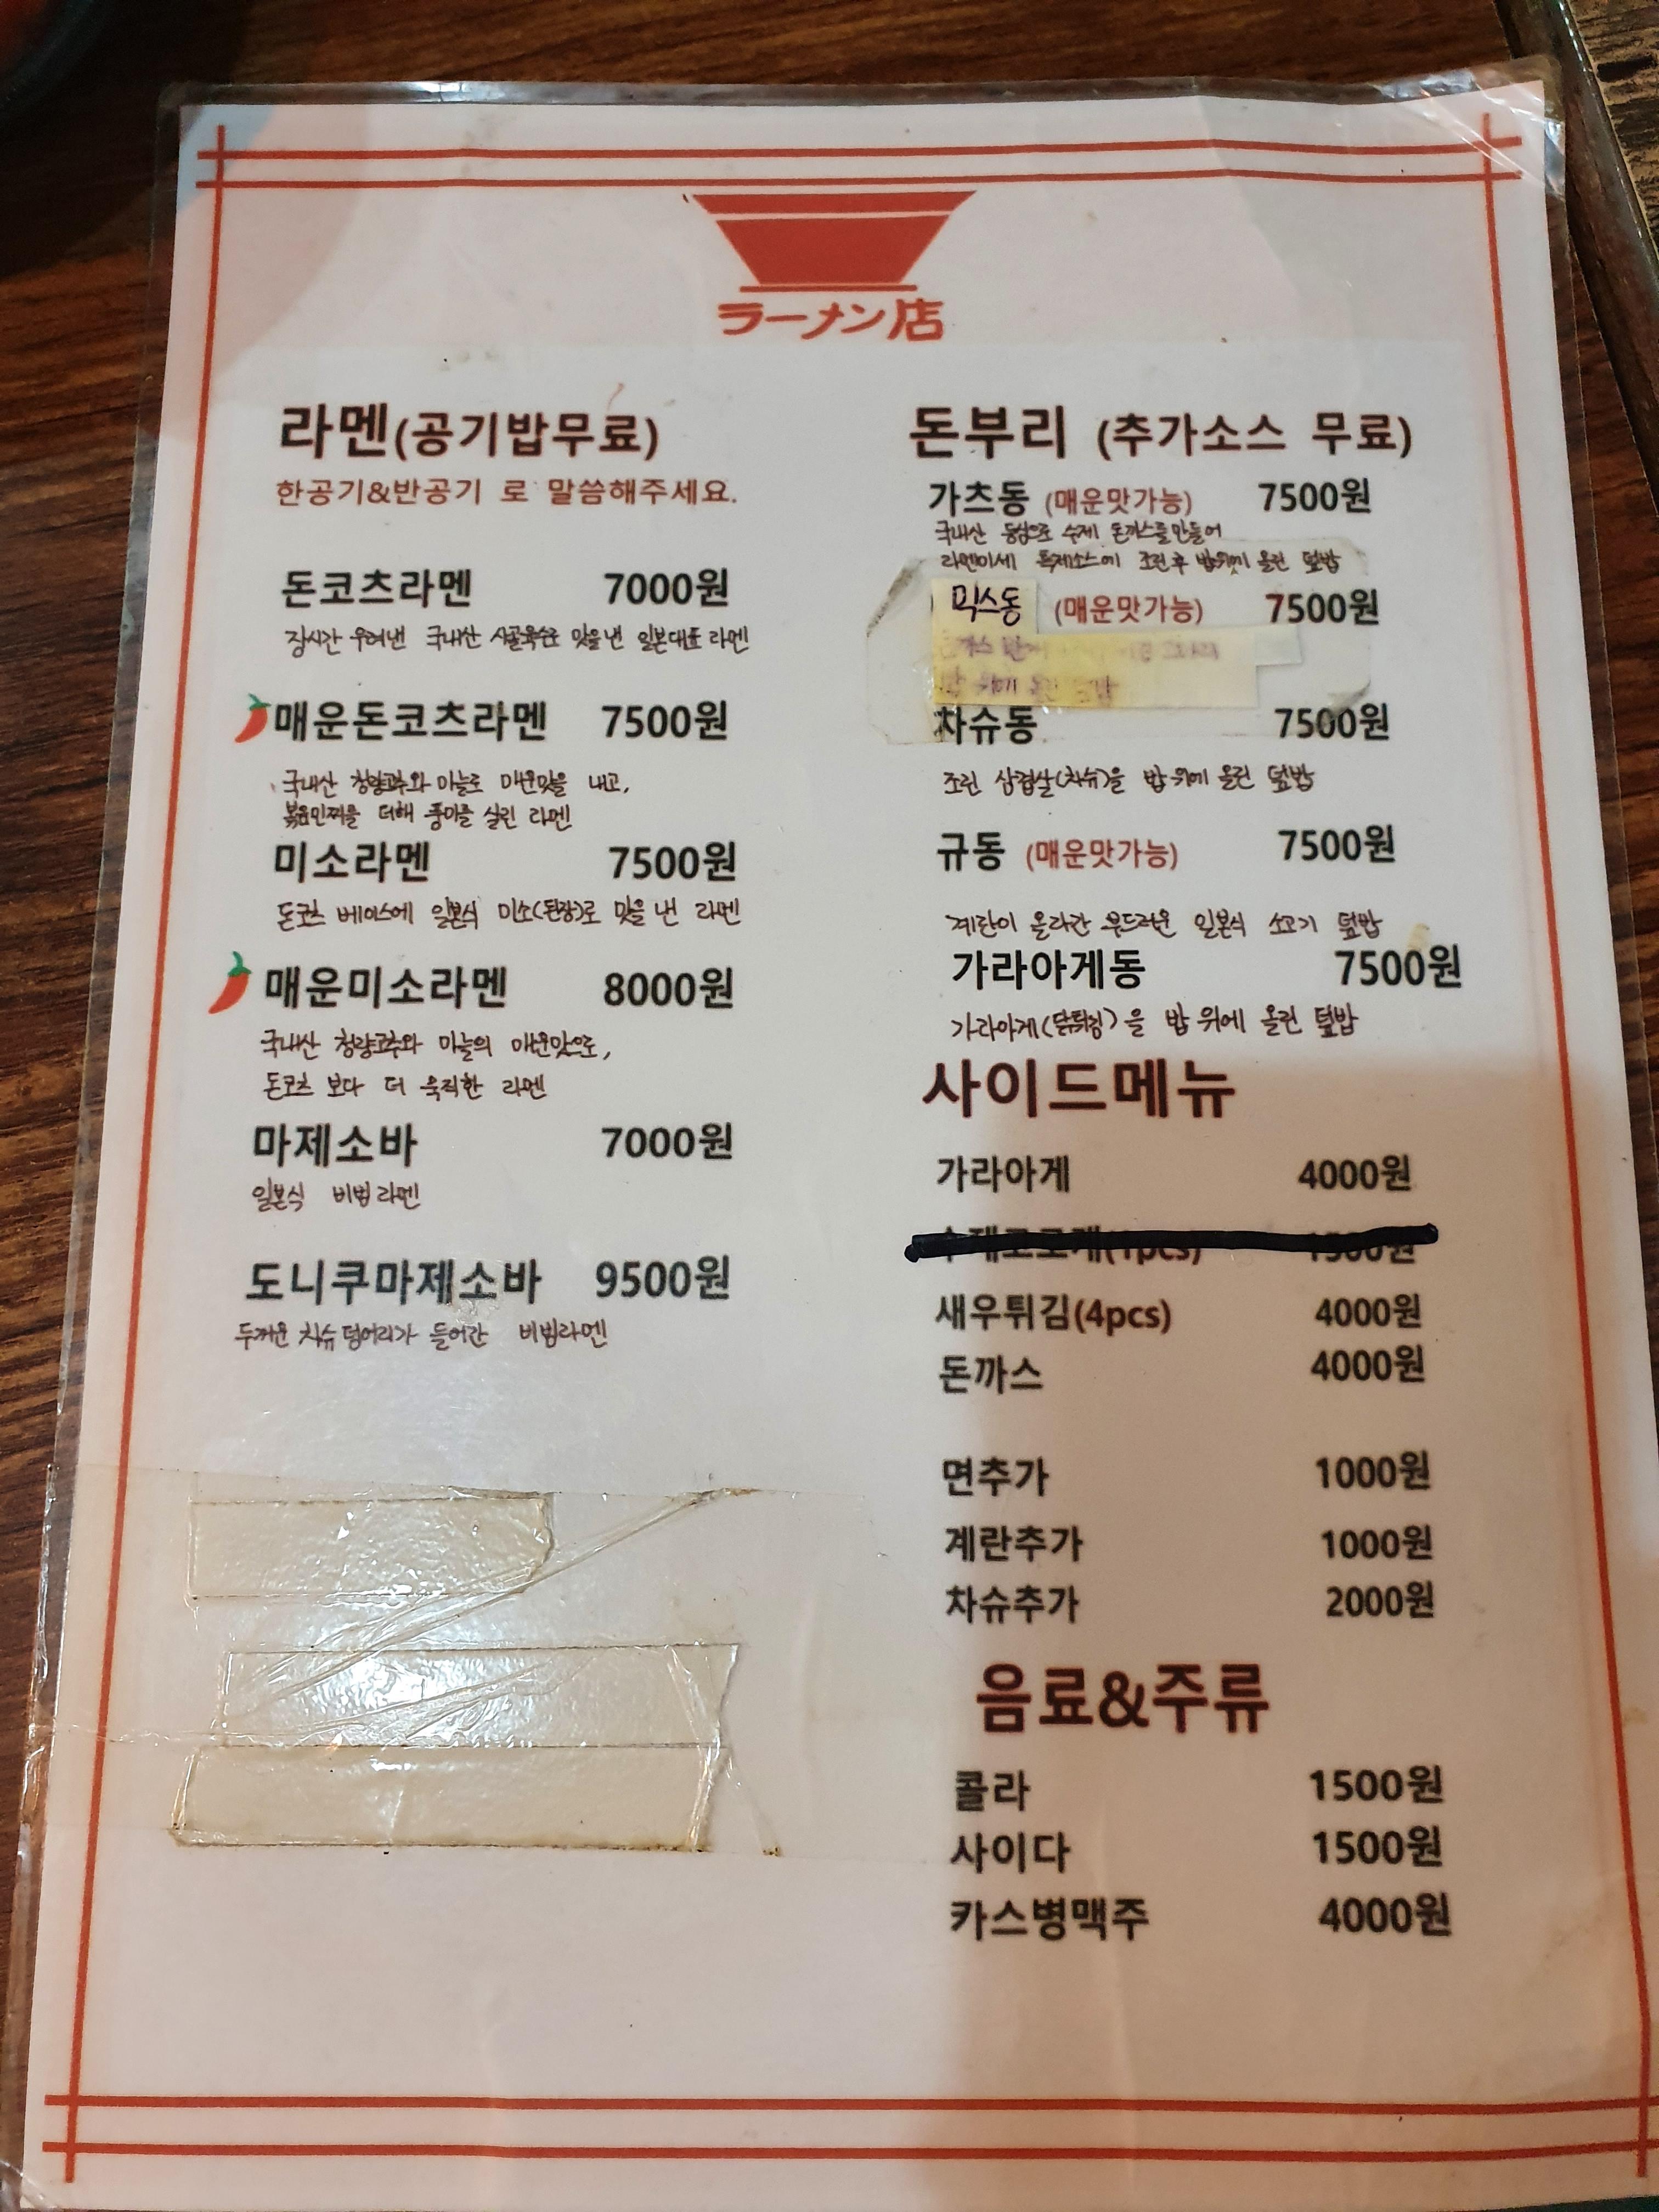 ラーメン店
라멘(공기밥무료)
한공기&반공기 로 말씀해주세요.
돈코츠라멘 7000원
장시간 우려낸 국내산 사골육수로 맛을낸 일본대표 라멘
매운돈코츠라멘 7500원
국내산 청량고추와 마늘로 매운맛을 내고,
볶음민찌를 더해 풍미를 살린 라멘
미소라멘 7500원
돈코츠 베이스에 일본식 미소(된장)로 맛을 낸 라멘
매운미소라멘 8000원
국내산 청량고추와 마늘의 매운맛으로,
돈코츠 보다 더 묵직한 라멘
마제소바 7000원
일본식 비빔라멘
도니쿠마제소바 9500원
두꺼운 차슈덩어리가 들어간 비빔라멘
돈부리 (추가소스 무료)
가츠동 (매운맛가능) 7500원
국내산 등심으로 수제 돈까스를만들어
특제소스에 조린후 밥위에 올린 덮밥
믹스동 (매운맛가능) 7500원
차슈동 7500원
조린 삼겹살(차슈)을 밥 위에 올린 덮밥
규동 (매운맛가능) 7500원
계란이 올라간 부드러운 일본식 소고기 덮밥
가라아게동 7500원
가라아게(닭튀김)을 밥 위에 올린 덮밥
사이드메뉴
가라아게 4000원
새우튀김(4pcs) 4000원
돈까스 4000원
면추가 1000원
계란추가 1000원
차슈추가 2000원
음료&주류
콜라 1500원
사이다 1500원
카스병맥주 4000원